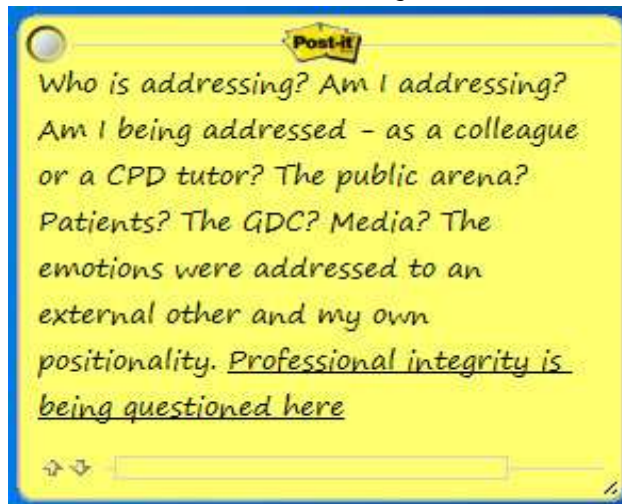 Post-it
Who is addressing? Am I addressing?
Am I being addressed - as a colleague
or a CPD tutor? The public arena?
Patients? The GDC? Media? The
emotions were addressed to an
external other and my own
positionality. Professional integrity is
being questioned here